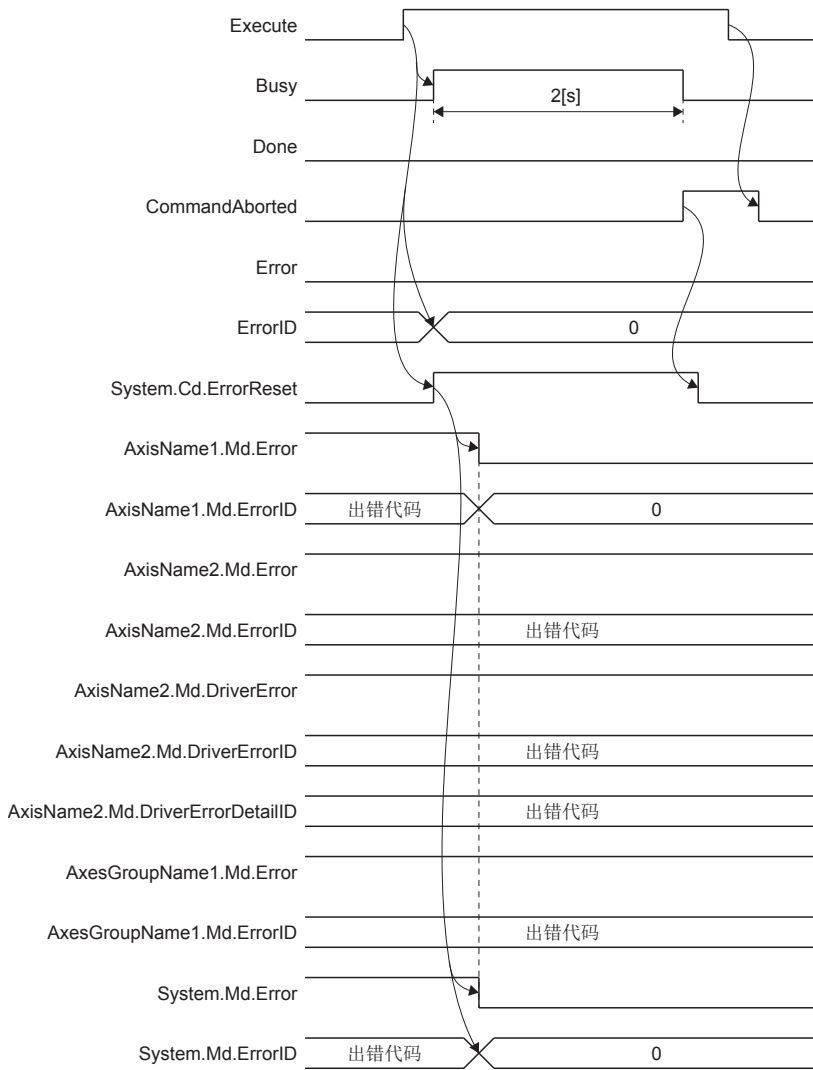 Execute
Busy
2[s]
Done
CommandAborted
Error
ErrorID
0
System.Cd.ErrorReset
AxisName1.Md.Error
AxisName1.Md.ErrorID
出错代码
0
AxisName2.Md.Error
AxisName2.Md.ErrorID
出错代码
AxisName2.Md.DriverError
AxisName2.Md.DriverErrorID
出错代码
AxisName2.Md.DriverErrorDetailID
出错代码
AxesGroupName1.Md.Error
AxesGroupName1.Md.ErrorID
出错代码
System.Md.Error
System.Md.ErrorID
出错代码
0